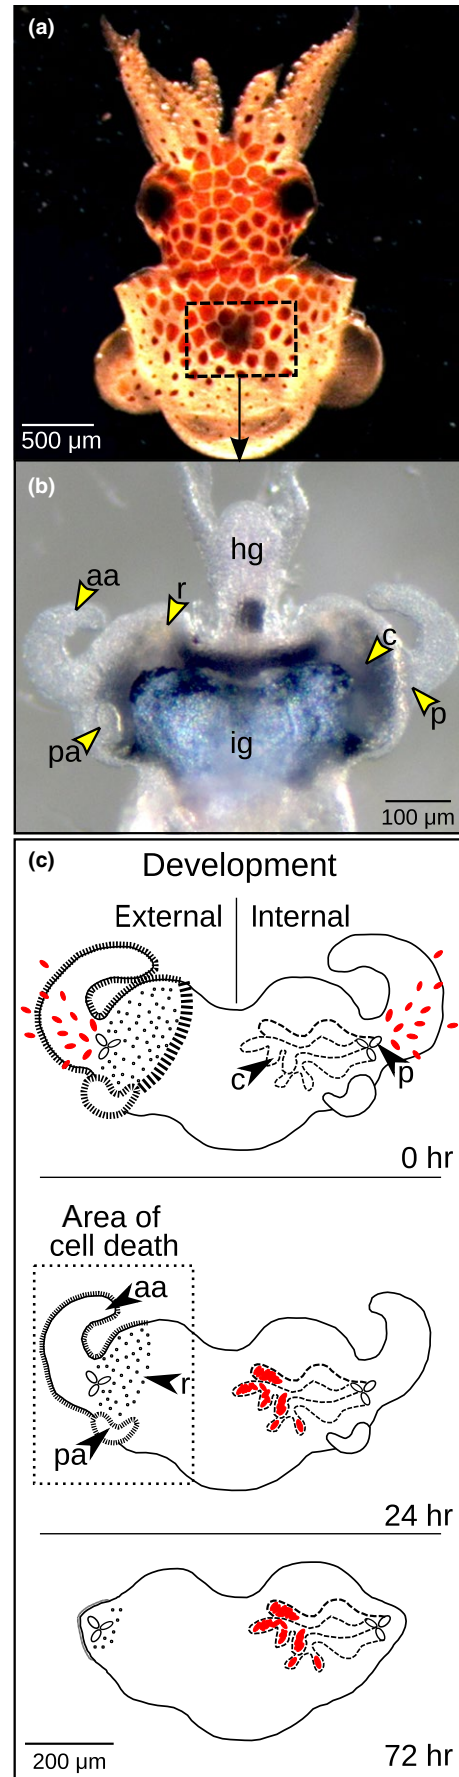 (a)
500 µm
(b)
hg
aa
r
c
p
pa
ig
100 µm
(c)
Development
External Internal
c
p
0 hr
Area of
cell death
aa
r
pa
24 hr
200 µm
72 hr